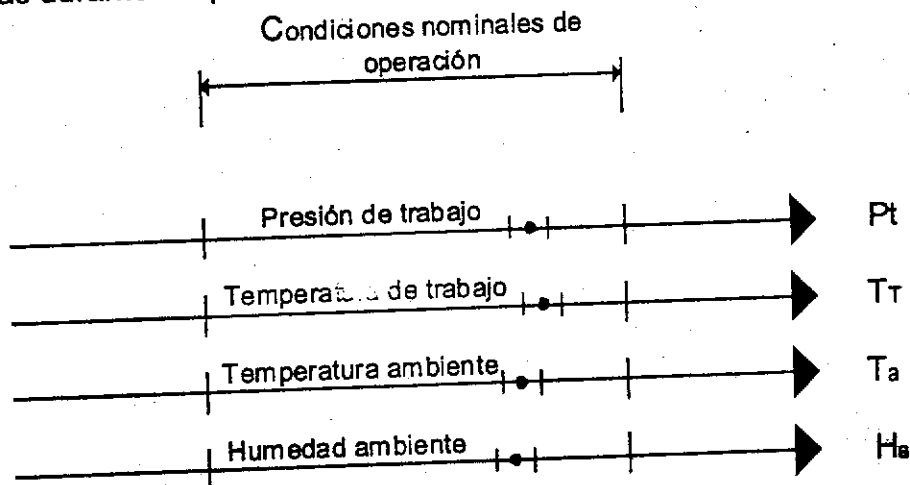 Condiciones nominales de
operación
Presión de trabajo Pt
Temperatura de trabajo TT
Temperatura ambiente Ta
Humedad ambiente Ha